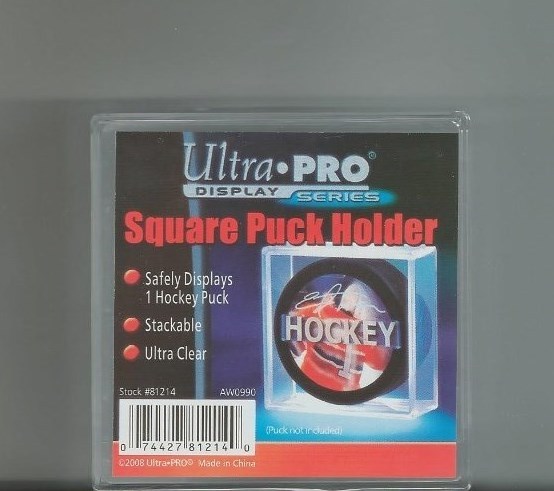 Ultra•PRO®
DISPLAY SERIES
Square Puck Holder
Safely Displays
1 Hockey Puck
Stackable
Ultra Clear
HOCKEY
Stock #81214 AW0990
(Puck not included)
0 74427 81214 0
©2008 Ultra•PRO® Made in China